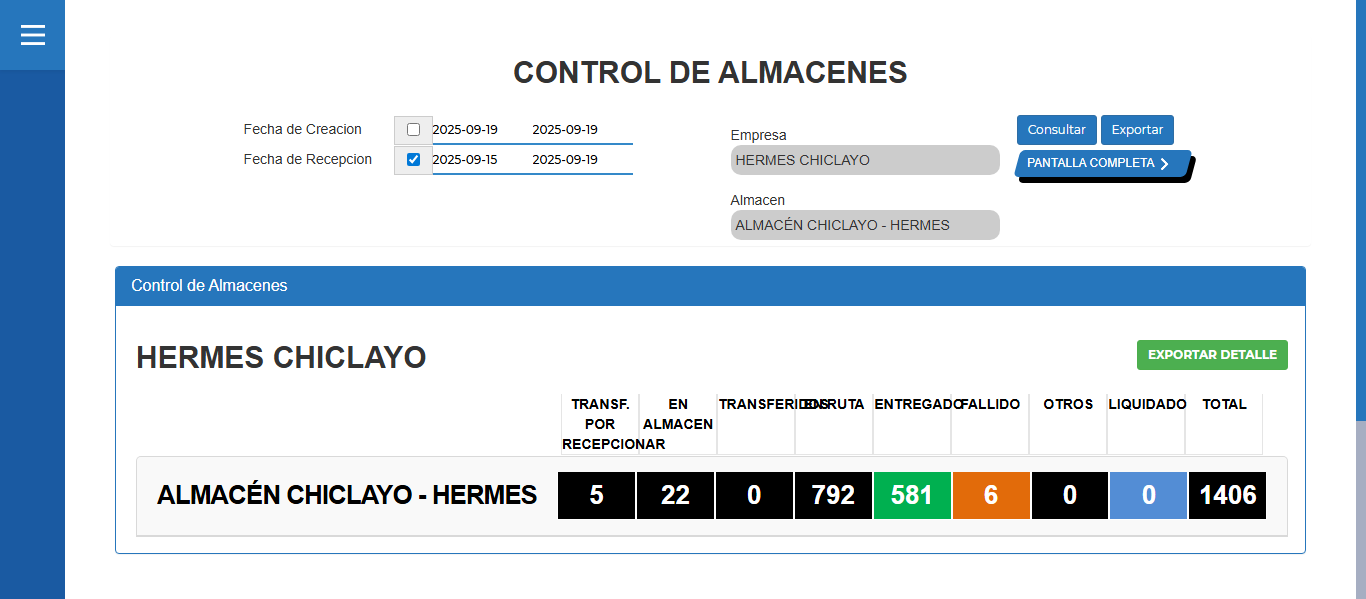 CONTROL DE ALMACENES
Fecha de Creacion 2025-09-19 2025-09-19
Fecha de Recepcion 2025-09-15 2025-09-19
Empresa
HERMES CHICLAYO
Almacen
ALMACÉN CHICLAYO - HERMES
Consultar Exportar
PANTALLA COMPLETA
Control de Almacenes
HERMES CHICLAYO
EXPORTAR DETALLE
TRANSF. POR RECEPCIONAR
EN ALMACEN
TRANSFERIDOS
EN RUTA
ENTREGADO
FALLIDO
OTROS
LIQUIDADO
TOTAL
ALMACÉN CHICLAYO - HERMES 5 22 0 792 581 6 0 0 1406